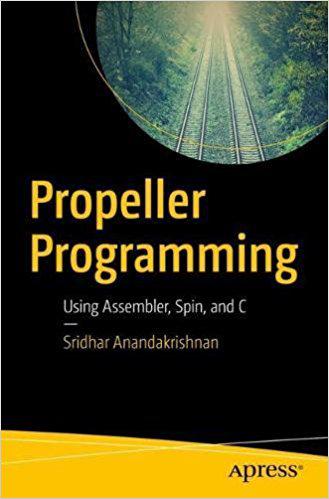 Propeller
Programming
Using Assembler, Spin, and C
Sridhar Anandakrishnan
Apress®